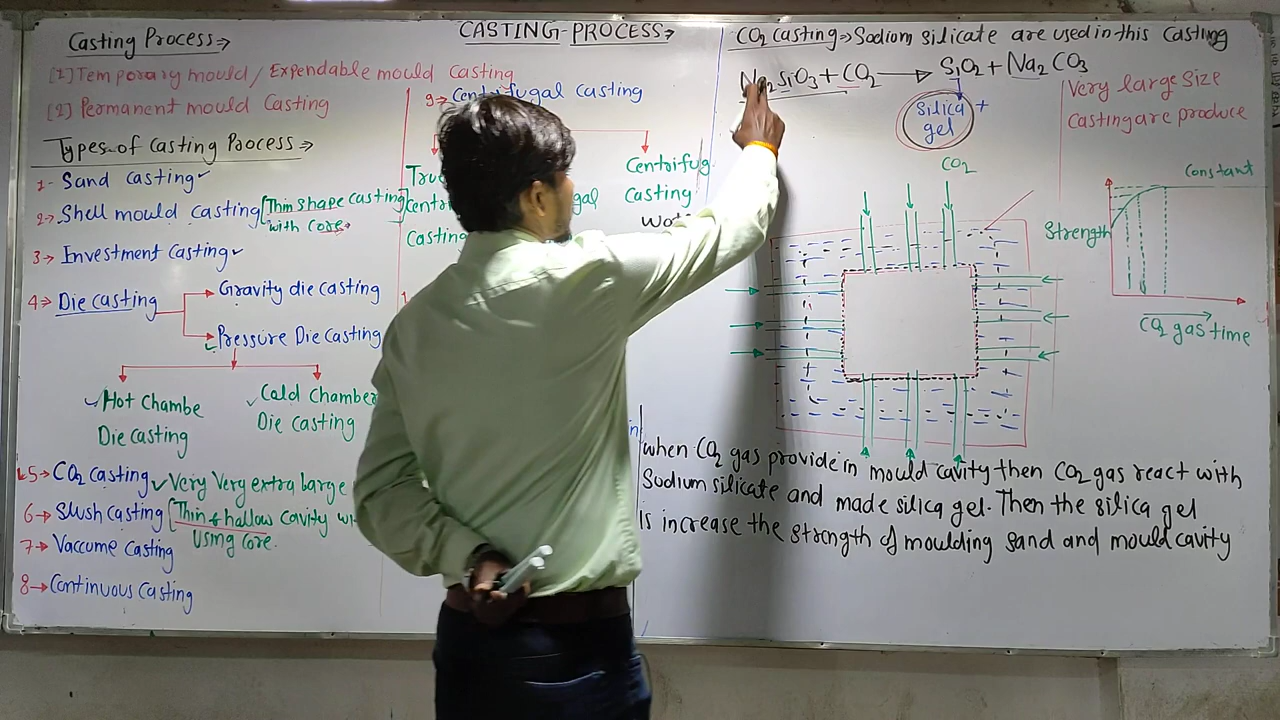 CASTING-PROCESS→
Casting Process→
[1] Temporary mould/Expendable mould Casting
[2] Permanent mould Casting
Types of Casting Process→
1- Sand casting
2→ Shell mould casting [Thin shape casting]
with core→
3→ Investment casting
4→ Die casting
Gravity die casting
Pressure Die casting
Hot Chambe
Die casting
Cold Chamber
Die casting
5→ CO2 casting Very Very extra large
6→ Slush casting [Thin & hallow cavity wi
Using core.
7→ Vaccume casting
8→ Continuous casting
9→ Centrifugal Casting
True
Centri
Casting
gal
Centrifug
Casting
CO2 casting→ Sodium silicate are used in this Casting
Na2SiO3 + CO2 → SiO2 + Na2CO3
Silica
gel +
Very large size
Casting are produce
CO2
Strength
Constant
CO2 gas time
when CO2 gas provide in mould cavity then CO2 gas react with
Sodium silicate and made silica gel. Then the silica gel
is increase the strength of moulding sand and mould cavity